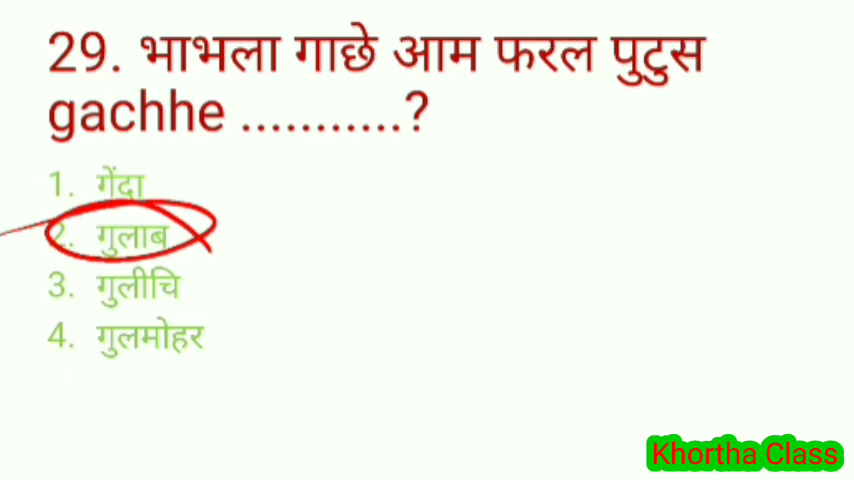 29. भाभला गाछे आम फरल पुटुस
gachhe ...........?
1. गेंदा
2. गुलाब
3. गुलीचि
4. गुलमोहर
Khortha Class